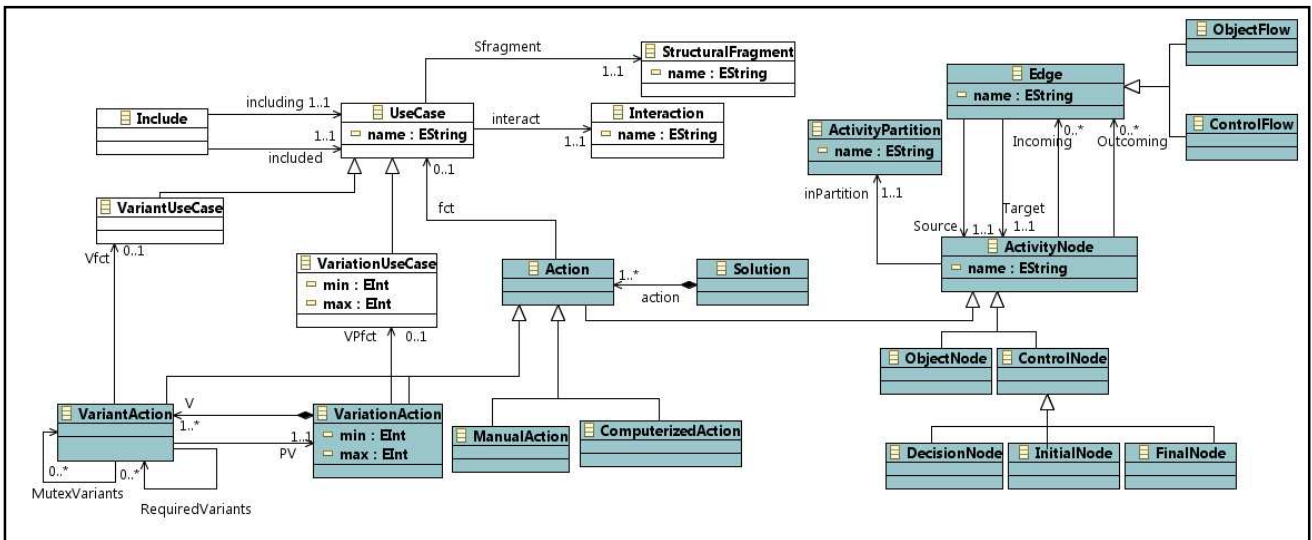 ObjectFlow
Sfragment
StructuralFragment
name : EString
1..1
Edge
name : EString
including 1..1
UseCase
name : EString
Include
1..1
included
interact
Interaction
name : EString
1..1
ActivityPartition
name : EString
0..*
Incoming
0..*
Outcoming
ControlFlow
0..1
inPartition
1..1
VariantUseCase
fct
Source
1..1
Target
1..1
Vfct
0..1
VariationUseCase
min : EInt
max : EInt
Action
1..*
action
Solution
ActivityNode
name : EString
VPfct
0..1
ObjectNode
ControlNode
VariantAction
V
1..*
VariationAction
min : EInt
max : EInt
1..1
PV
ManualAction
ComputerizedAction
DecisionNode
InitialNode
FinalNode
0..*
0..*
MutexVariants
RequiredVariants